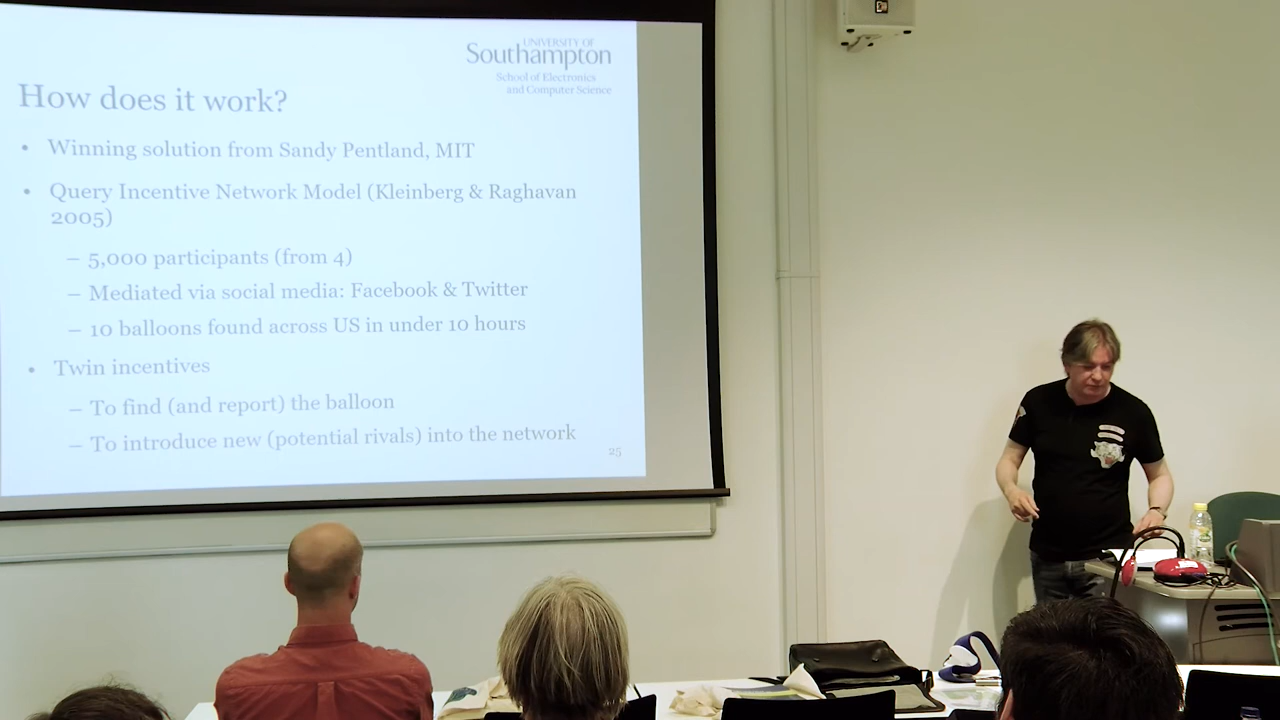 UNIVERSITY OF
Southampton
School of Electronics
and Computer Science
How does it work?
• Winning solution from Sandy Pentland, MIT
• Query Incentive Network Model (Kleinberg & Raghavan
2005)
– 5,000 participants (from 4)
– Mediated via social media: Facebook & Twitter
– 10 balloons found across US in under 10 hours
• Twin incentives
– To find (and report) the balloon
– To introduce new (potential rivals) into the network
25